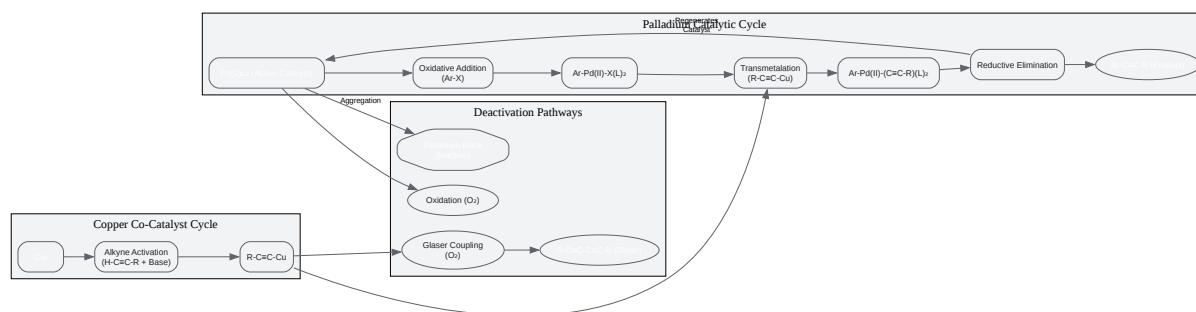 Palladium Catalytic Cycle
Regenerates
Catalyst
Oxidative Addition
(Ar-X)
Ar-Pd(II)-X(L)₂
Transmetalation
(R-C≡C-Cu)
Ar-Pd(II)-(C≡C-R)(L)₂
Reductive Elimination
Aggregation
Deactivation Pathways
Oxidation (O₂)
Glaser Coupling
(O₂)
Copper Co-Catalyst Cycle
Alkyne Activation
(H-C≡C-R + Base)
R-C≡C-Cu